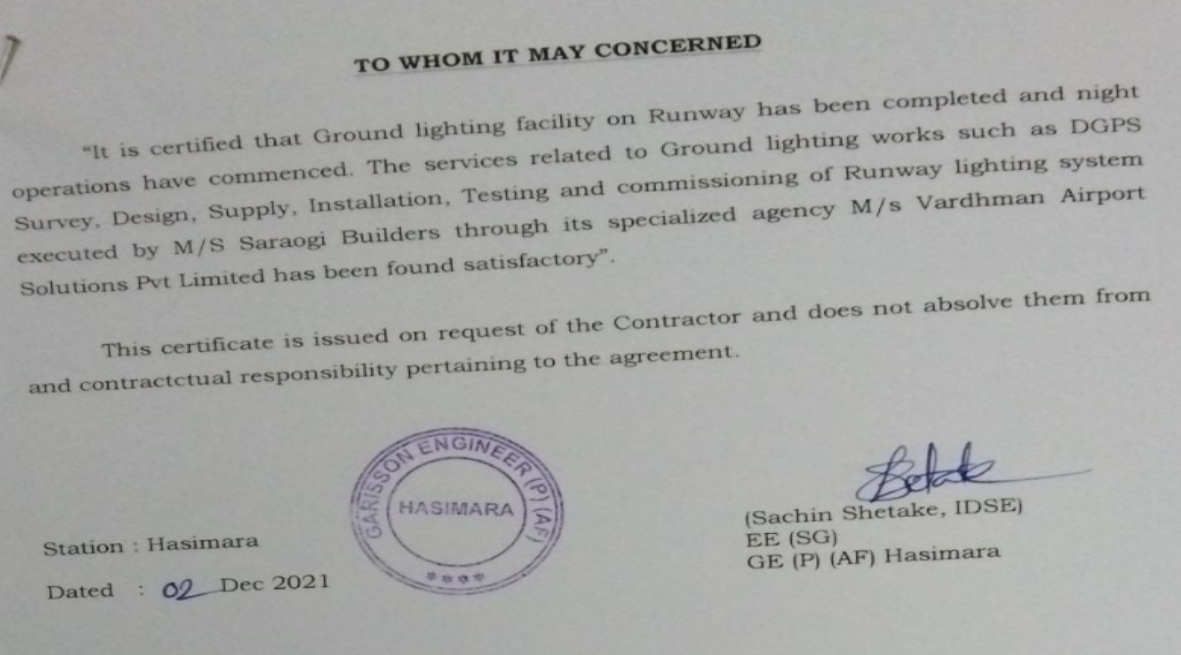 TO WHOM IT MAY CONCERNED
“It is certified that Ground lighting facility on Runway has been completed and night
operations have commenced. The services related to Ground lighting works such as DGPS
Survey, Design, Supply, Installation, Testing and commissioning of Runway lighting system
executed by M/S Saraogi Builders through its specialized agency M/s Vardhman Airport
Solutions Pvt Limited has been found satisfactory”.
This certificate is issued on request of the Contractor and does not absolve them from
and contractctual responsibility pertaining to the agreement.
GARISSON ENGINEER (P) (AF)
HASIMARA
****
Shetake
(Sachin Shetake, IDSE)
EE (SG)
GE (P) (AF) Hasimara
Station : Hasimara
Dated : 02 Dec 2021